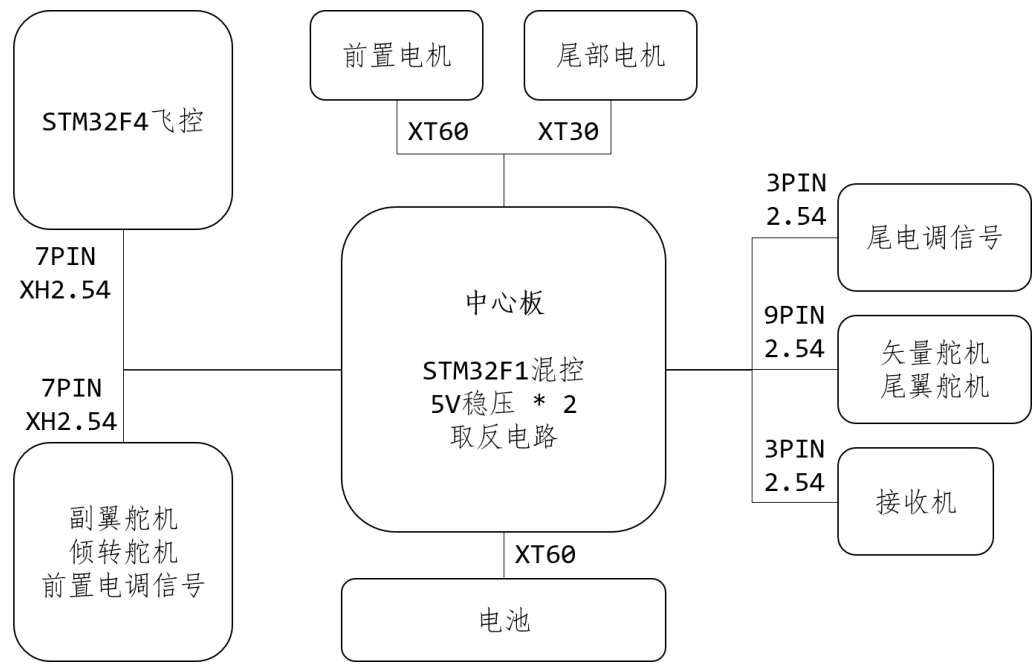 前置电机
尾部电机
STM32F4飞控
XT60
XT30
7PIN
XH2.54
3PIN
2.54
尾电调信号
中心板
STM32F1混控
5V稳压 * 2
取反电路
9PIN
2.54
矢量舵机
尾翼舵机
7PIN
XH2.54
3PIN
2.54
接收机
副翼舵机
倾转舵机
前置电调信号
XT60
电池